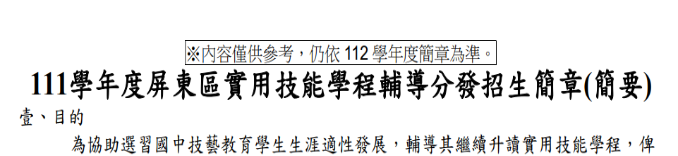 ※內容僅供參考，仍依 112 學年度簡章為準。
111學年度屏東區實用技能學程輔導分發招生簡章(簡要)
壹、目的
為協助選習國中技藝教育學生生涯適性發展，輔導其繼續升讀實用技能學程，俾